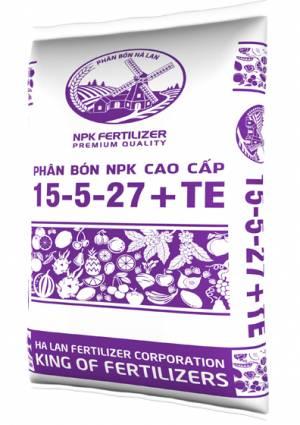 PHÂN BÓN HÀ LAN
NPK FERTILIZER
PREMIUM QUALITY
PHÂN BÓN NPK CAO CẤP
15-5-27+TE
HA LAN FERTILIZER CORPORATION
KING OF FERTILIZERS
15-5-27+TE